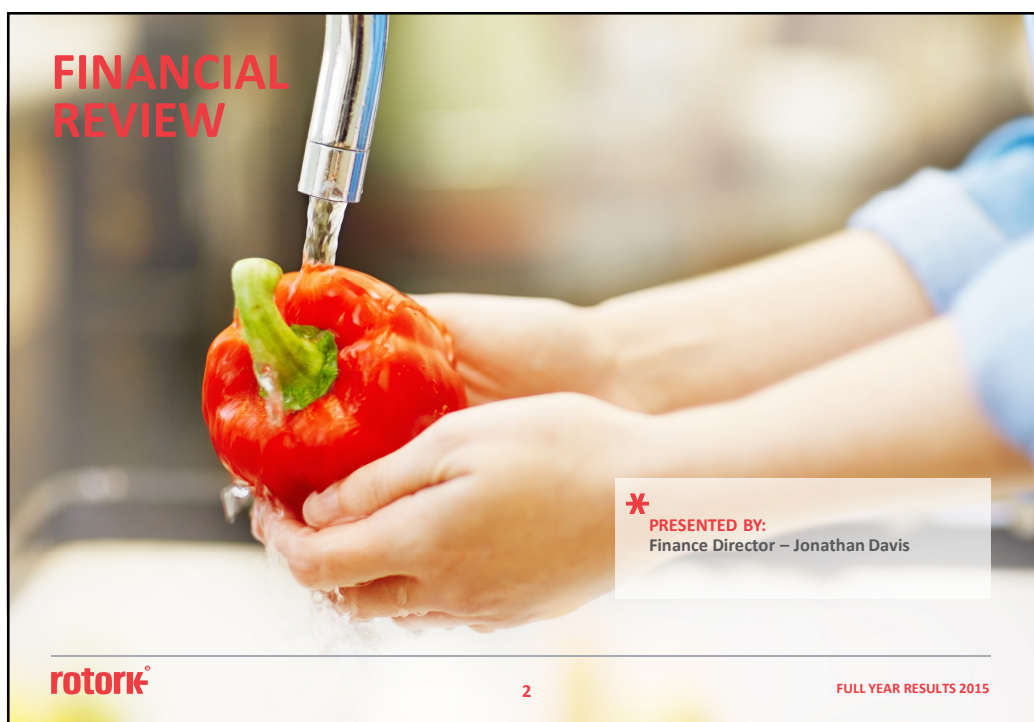 FINANCIAL
REVIEW
PRESENTED BY:
Finance Director – Jonathan Davis
rotork®
2
FULL YEAR RESULTS 2015